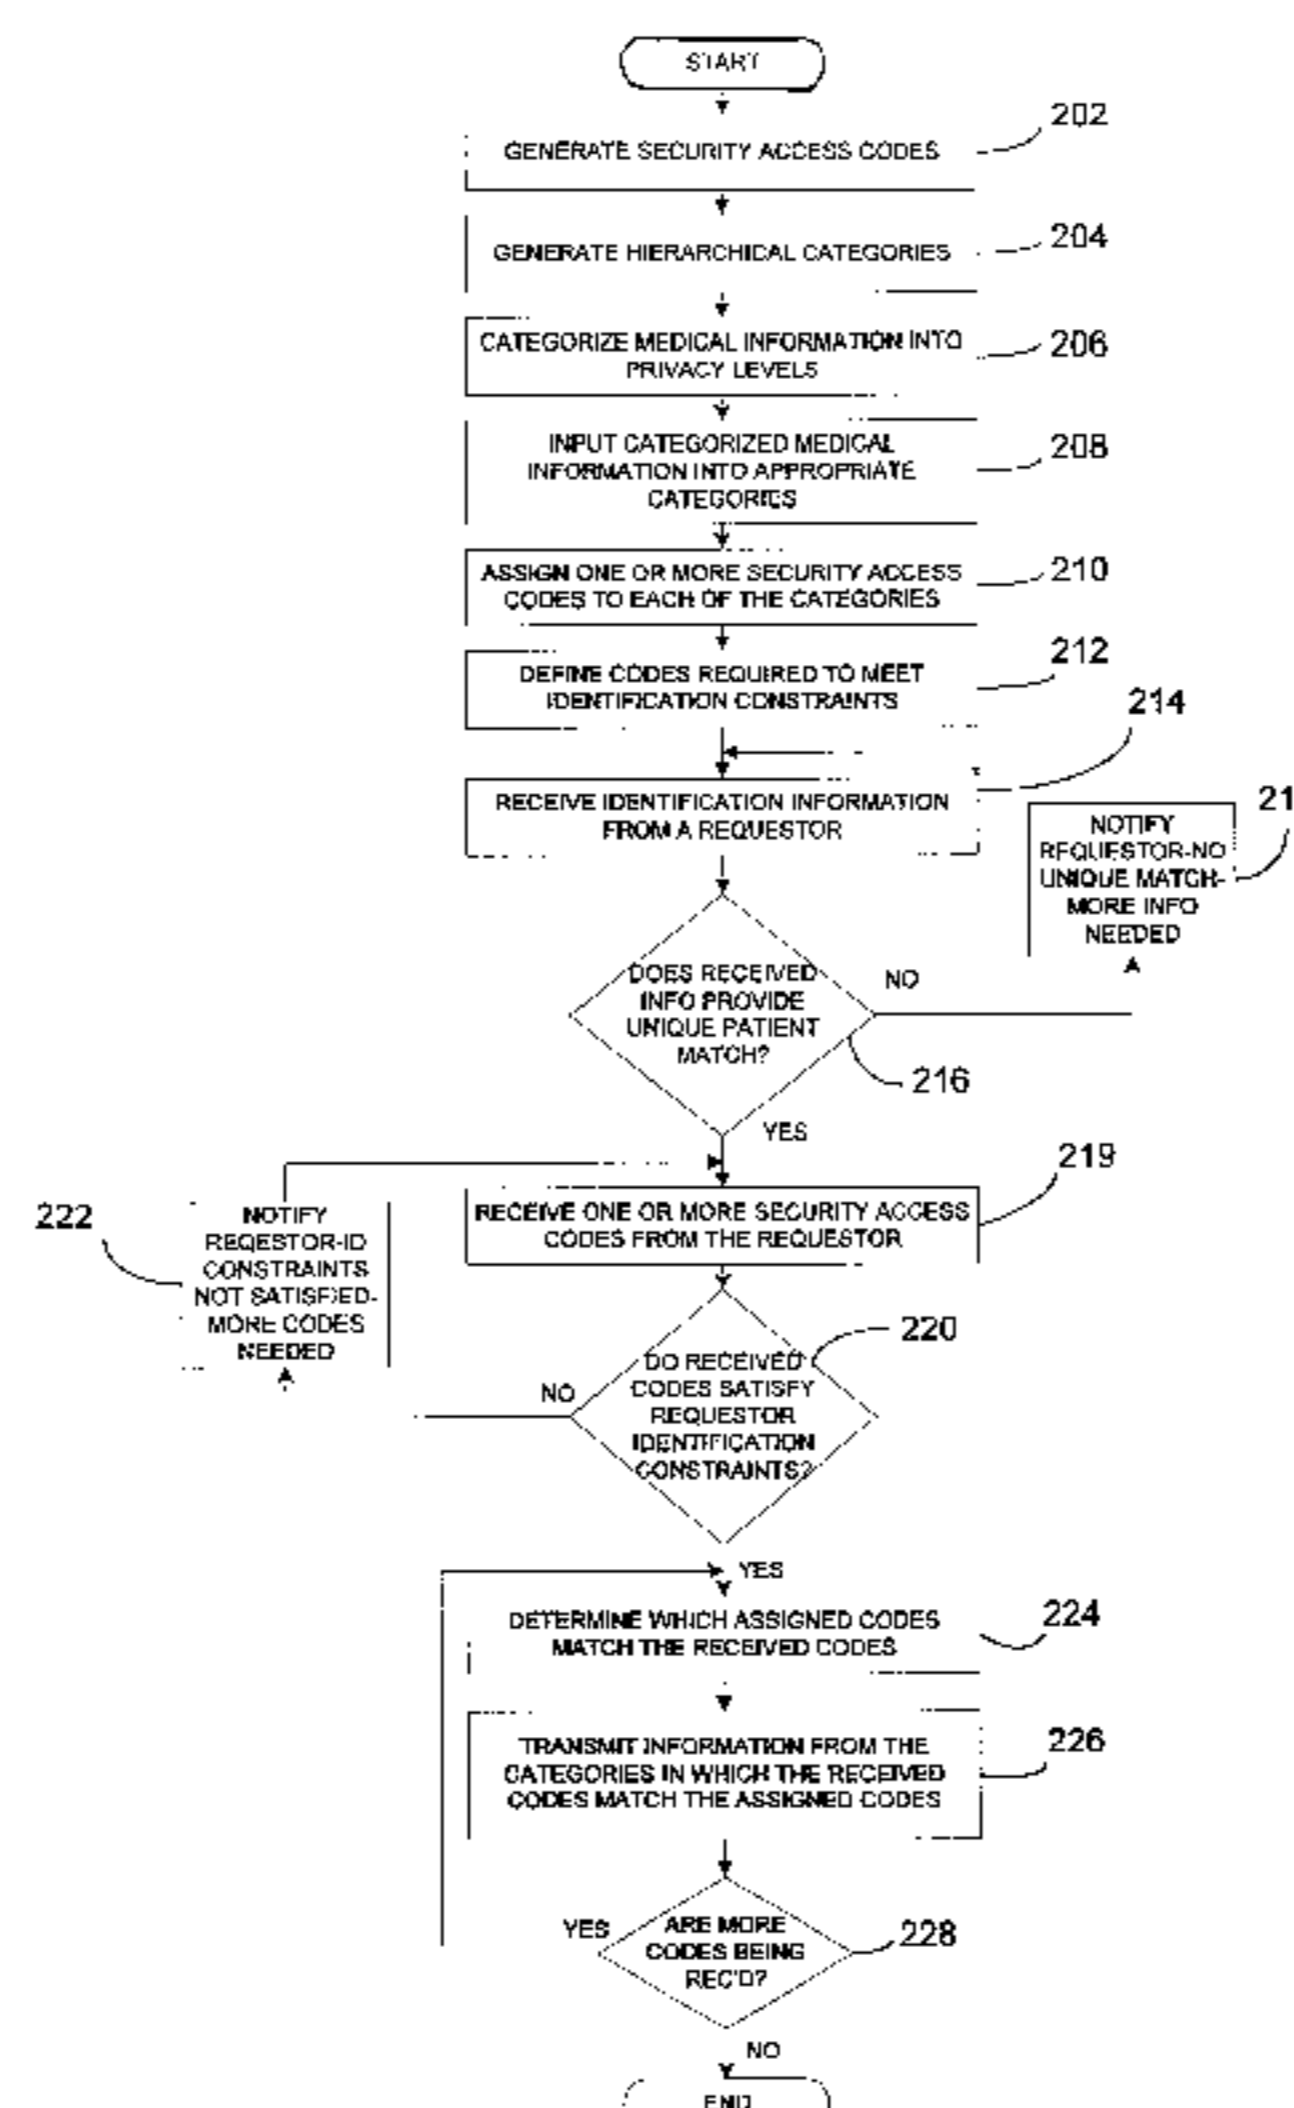 START
202
GENERATE SECURITY ACCESS CODES
204
GENERATE HIERARCHICAL CATEGORIES
206
CATEGORIZE MEDICAL INFORMATION INTO
PRIVACY LEVELS
208
INPUT CATEGORIZED MEDICAL
INFORMATION INTO APPROPRIATE
CATEGORIES
210
ASSIGN ONE OR MORE SECURITY ACCESS
CODES TO EACH OF THE CATEGORIES
212
DEFINE CODES REQUIRED TO MEET
IDENTIFICATION CONSTRAINTS
214
RECEIVE IDENTIFICATION INFORMATION
FROM A REQUESTOR
21
NOTIFY
REQUESTOR-NO
UNIQUE MATCH-
MORE INFO
NEEDED
DOES RECEIVED
INFO PROVIDE
UNIQUE PATIENT
MATCH?
NO
216
YES
219
RECEIVE ONE OR MORE SECURITY ACCESS
CODES FROM THE REQUESTOR
222
NOTIFY
REQESTOR-ID
CONSTRAINTS
NOT SATISFIED-
MORE CODES
NEEDED
220
DO RECEIVED
CODES SATISFY
REQUESTOR
IDENTIFICATION
CONSTRAINTS?
NO
YES
224
DETERMINE WHICH ASSIGNED CODES
MATCH THE RECEIVED CODES
226
TRANSMIT INFORMATION FROM THE
CATEGORIES IN WHICH THE RECEIVED
CODES MATCH THE ASSIGNED CODES
YES
ARE MORE
CODES BEING
REC'D?
228
NO
END